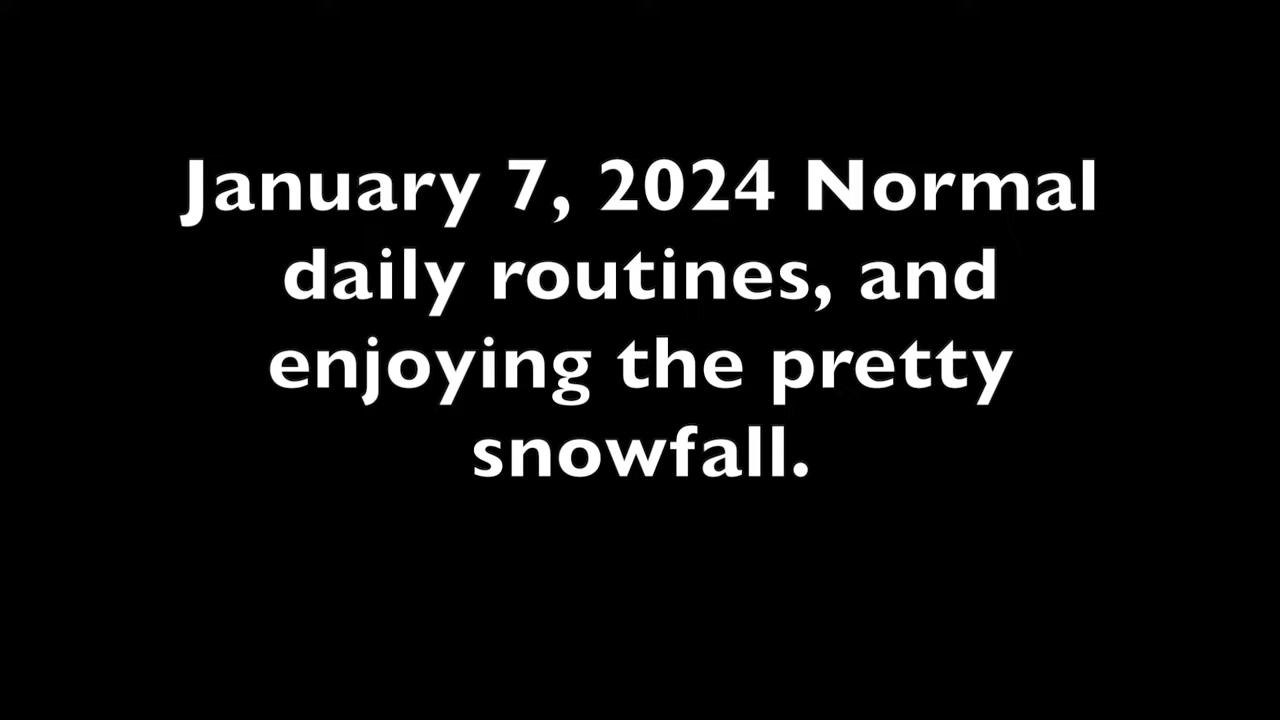 January 7, 2024 Normal
daily routines, and
enjoying the pretty
snowfall.